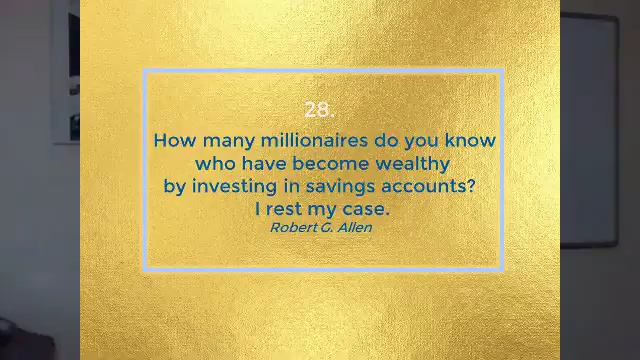 28.
How many millionaires do you know
who have become wealthy
by investing in savings accounts?
I rest my case.
Robert G. Allen